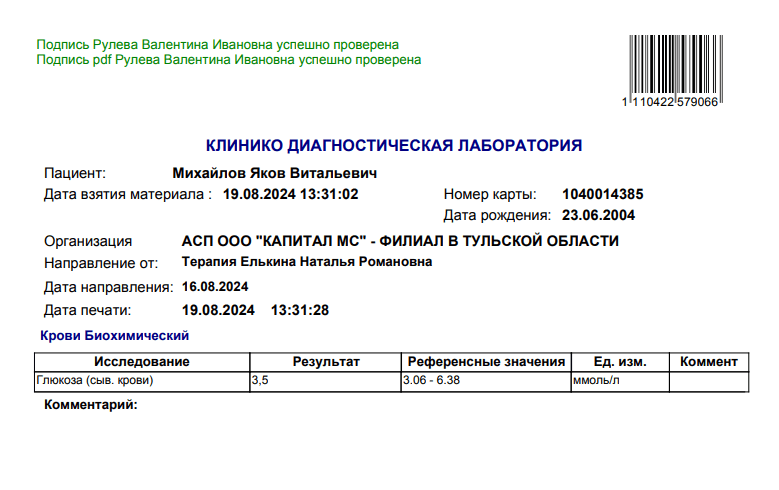 Подпись Рулева Валентина Ивановна успешно проверена
Подпись pdf Рулева Валентина Ивановна успешно проверена
1110422579066
КЛИНИКО ДИАГНОСТИЧЕСКАЯ ЛАБОРАТОРИЯ
Пациент: Михайлов Яков Витальевич
Дата взятия материала : 19.08.2024 13:31:02 Номер карты: 1040014385
Дата рождения: 23.06.2004
Организация АСП ООО "КАПИТАЛ МС" - ФИЛИАЛ В ТУЛЬСКОЙ ОБЛАСТИ
Направление от: Терапия Елькина Наталья Романовна
Дата направления: 16.08.2024
Дата печати: 19.08.2024 13:31:28
Крови Биохимический
Исследование Результат Референсные значения Ед. изм. Коммент
Глюкоза (сыв. крови) 3,5 3.06 - 6.38 ммоль/л
Комментарий: